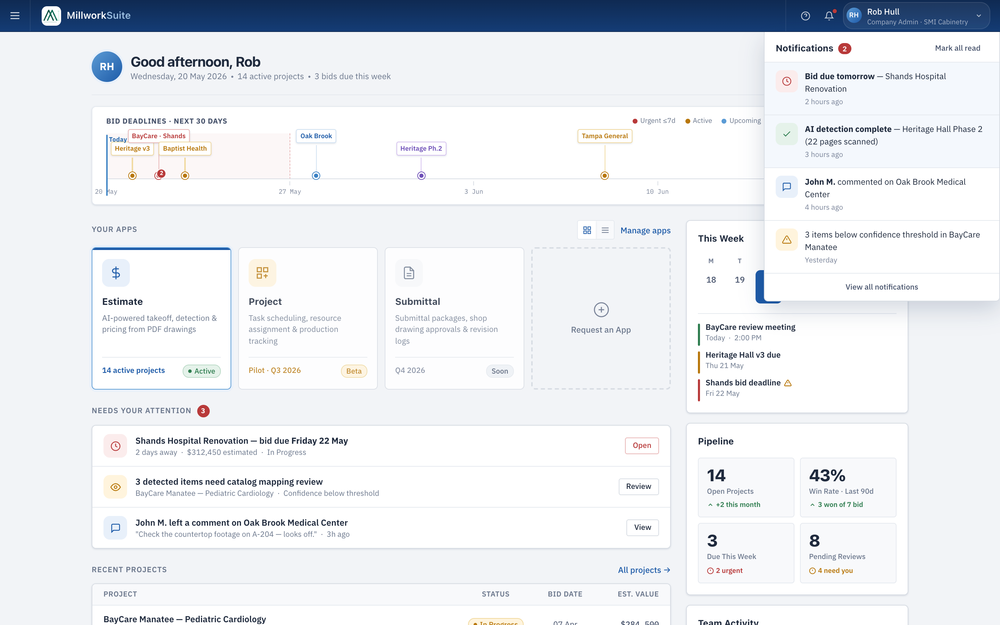 MillworkSuite
RH
Rob Hull
Company Admin · SMI Cabinetry
RH
Good afternoon, Rob
Wednesday, 20 May 2026 • 14 active projects • 3 bids due this week
Notifications 2
Mark all read
Bid due tomorrow — Shands Hospital
Renovation
2 hours ago
AI detection complete — Heritage Hall Phase 2
(22 pages scanned)
3 hours ago
John M. commented on Oak Brook Medical
Center
4 hours ago
3 items below confidence threshold in BayCare
Manatee
Yesterday
View all notifications
BID DEADLINES · NEXT 30 DAYS
Urgent ≤7d
Active
Upcoming
Today
BayCare · Shands
Oak Brook
Tampa General
Heritage v3
Baptist Health
Heritage Ph.2
2
20 May
27 May
3 Jun
10 Jun
YOUR APPS
Manage apps
Estimate
AI-powered takeoff, detection &
pricing from PDF drawings
14 active projects
Active
Project
Task scheduling, resource
assignment & production
tracking
Pilot · Q3 2026
Beta
Submittal
Submittal packages, shop
drawing approvals & revision
logs
Q4 2026
Soon
Request an App
This Week
M T
18 19
BayCare review meeting
Today · 2:00 PM
Heritage Hall v3 due
Thu 21 May
Shands bid deadline
Fri 22 May
NEEDS YOUR ATTENTION 3
Shands Hospital Renovation — bid due Friday 22 May
2 days away · $312,450 estimated · In Progress
Open
3 detected items need catalog mapping review
BayCare Manatee — Pediatric Cardiology · Confidence below threshold
Review
John M. left a comment on Oak Brook Medical Center
"Check the countertop footage on A-204 — looks off." · 3h ago
View
Pipeline
14
Open Projects
+2 this month
43%
Win Rate · Last 90d
3 won of 7 bid
3
Due This Week
2 urgent
8
Pending Reviews
4 need you
RECENT PROJECTS
All projects →
PROJECT STATUS BID DATE EST. VALUE
BayCare Manatee — Pediatric Cardiology
In Progress
07 Apr
$284,500
Team Activity